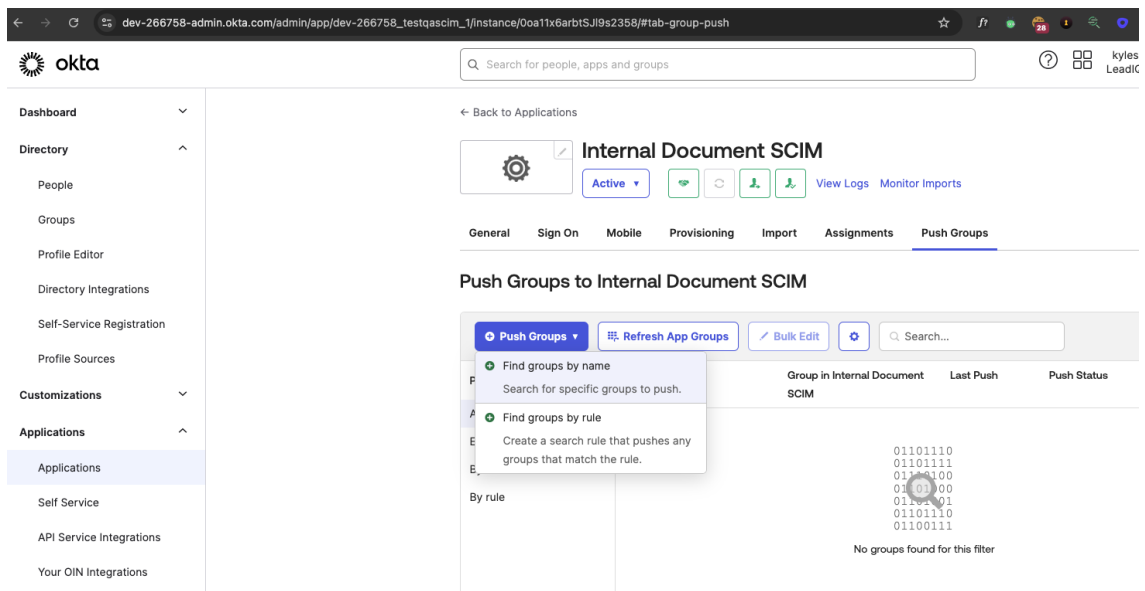 dev-266758-admin.okta.com/admin/app/dev-266758_testqascim_1/instance/0oa11x6arbtSJl9s2358/#tab-group-push
28
okta
Search for people, apps and groups
kyles
LeadIQ
Dashboard
Directory
People
Groups
Profile Editor
Directory Integrations
Self-Service Registration
Profile Sources
Customizations
Applications
Applications
Self Service
API Service Integrations
Your OIN Integrations
← Back to Applications
Internal Document SCIM
Active
View Logs Monitor Imports
General Sign On Mobile Provisioning Import Assignments Push Groups
Push Groups to Internal Document SCIM
Push Groups Refresh App Groups Bulk Edit Search...
Find groups by name
Search for specific groups to push.
Find groups by rule
Create a search rule that pushes any
groups that match the rule.
By rule
Group in Internal Document
SCIM
Last Push Push Status
01101110
01101111
01101110
No groups found for this filter